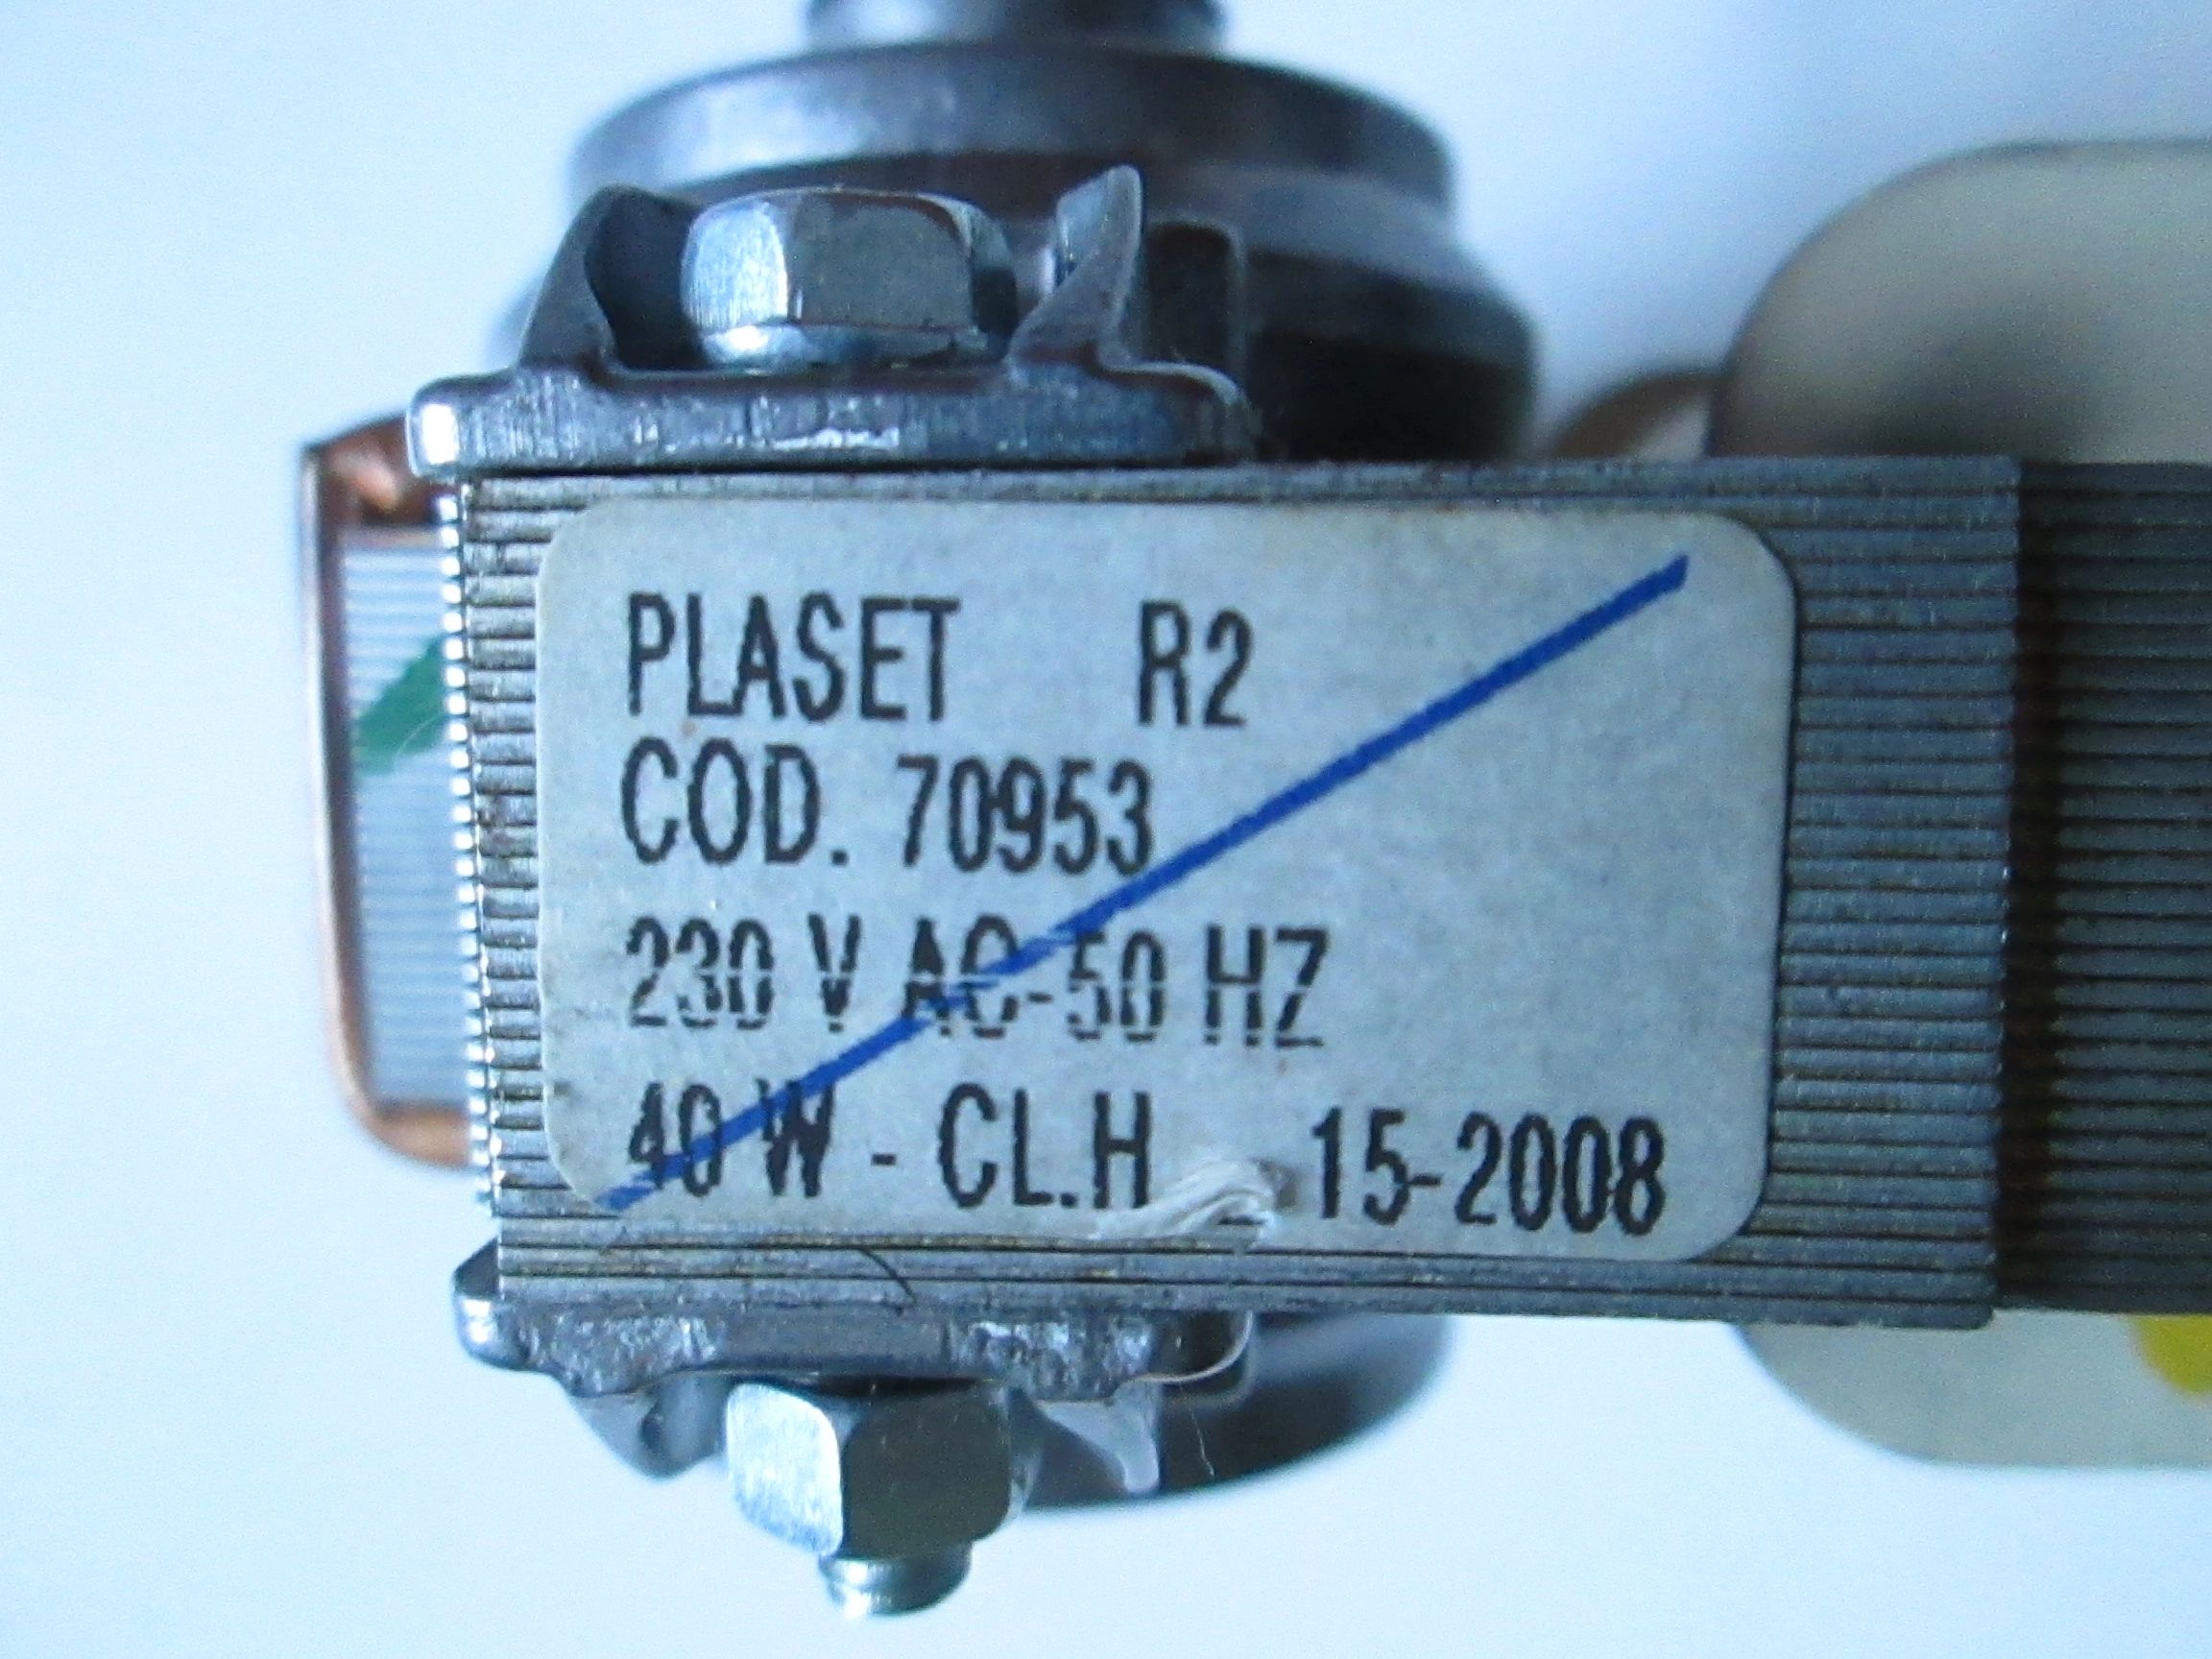 PLASET R2
COD. 70953
230 V AC-50 HZ
40 W - CL.H 15-2008